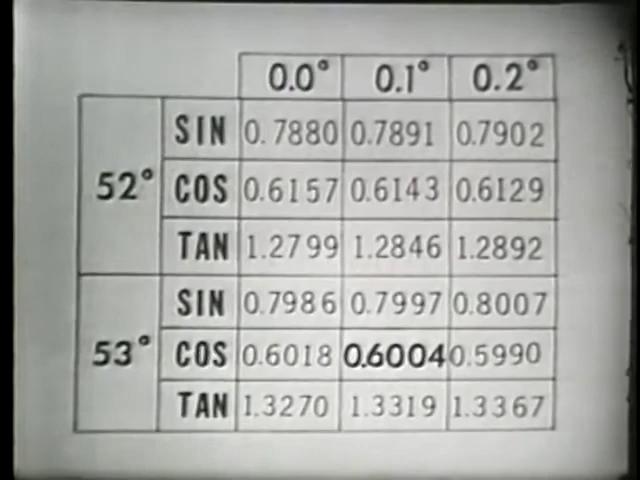 0.0° 0.1° 0.2°
SIN 0.7880 0.7891 0.7902
52° COS 0.6157 0.6143 0.6129
TAN 1.2799 1.2846 1.2892
SIN 0.7986 0.7997 0.8007
53° COS 0.6018 0.6004 0.5990
TAN 1.3270 1.3319 1.3367